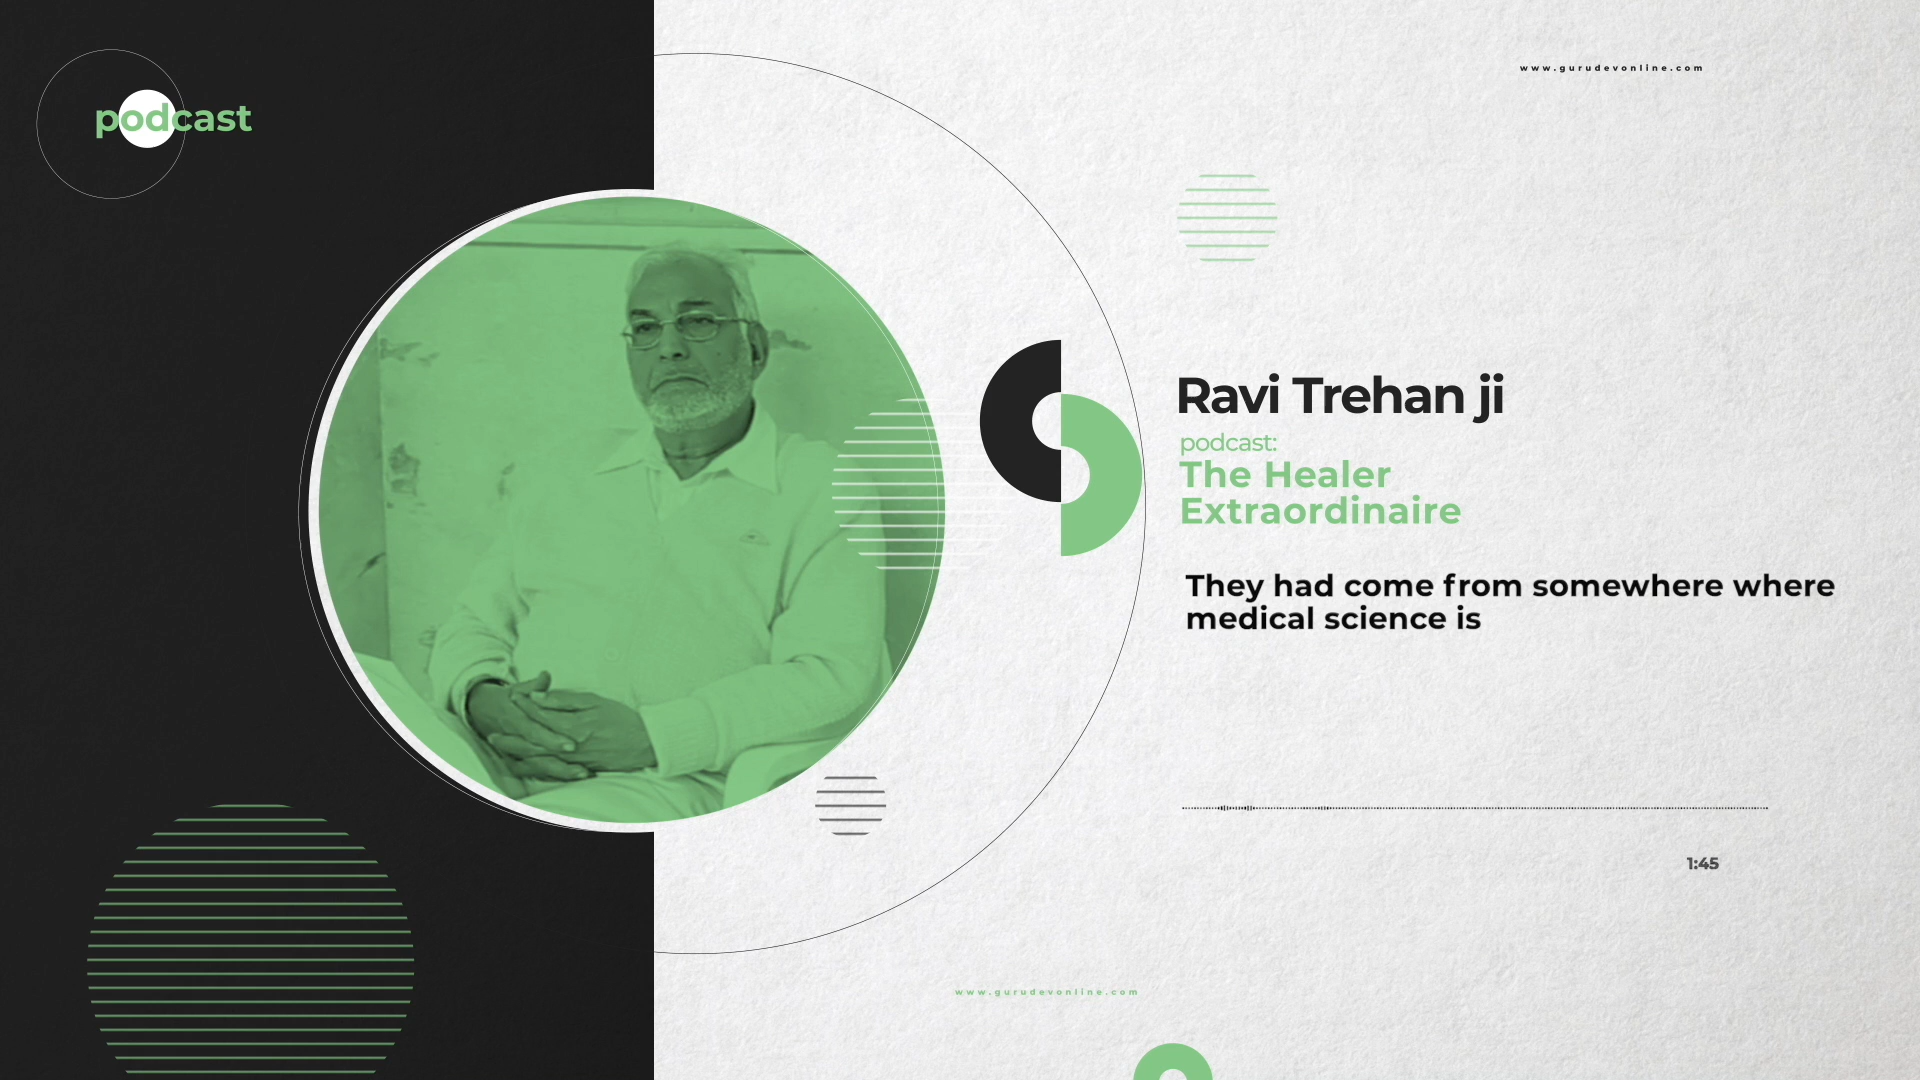 podcast
www.gurudevonline.com
Ravi Trehan ji
podcast:
The Healer
Extraordinaire
They had come from somewhere where
medical science is
1:45
www.gurudevonline.com